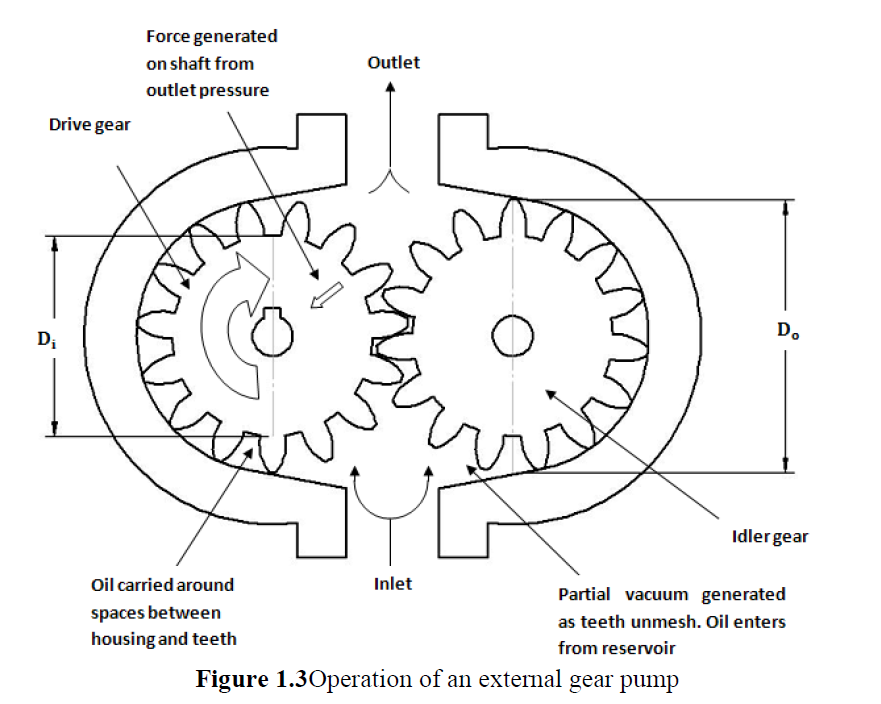 Force generated
on shaft from
outlet pressure
Outlet
Drive gear
Di
Do
Idler gear
Oil carried around
spaces between
housing and teeth
Inlet
Partial vacuum generated
as teeth unmesh. Oil enters
from reservoir
Figure 1.3Operation of an external gear pump